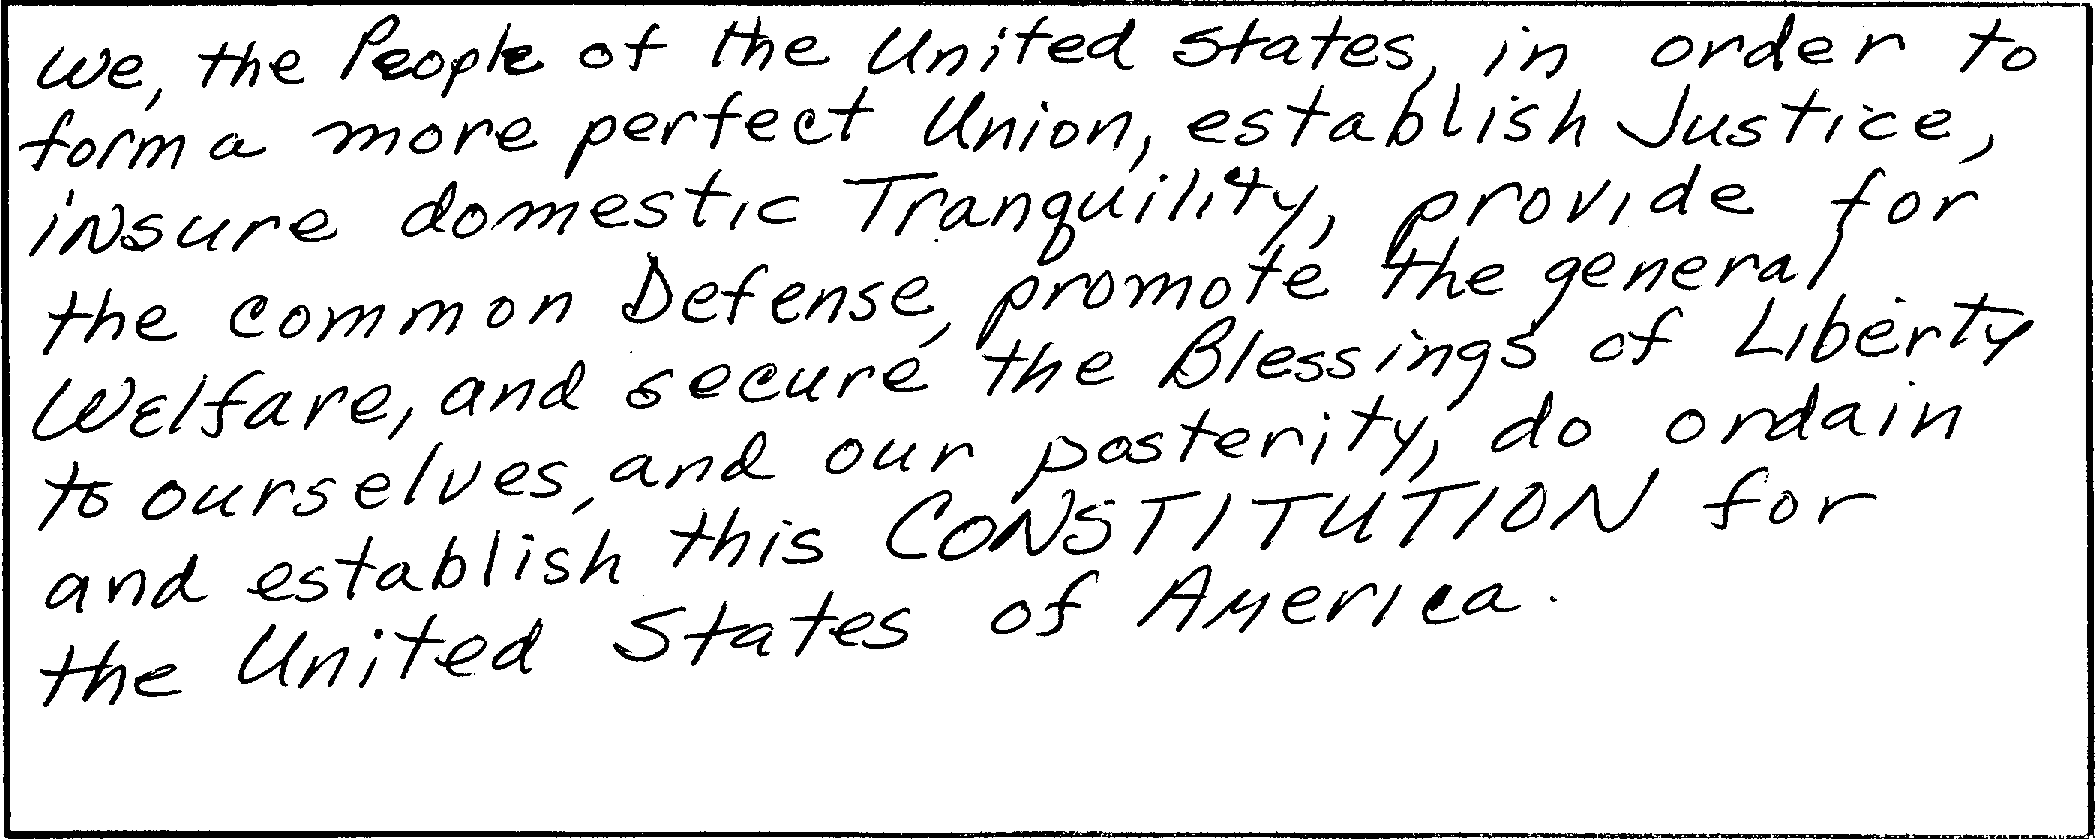 We, the People of the United States, in order to
form a more perfect Union, establish Justice,
insure domestic Tranquility, provide for
the common Defense, promote the general
Welfare, and secure the Blessings of Liberty
to ourselves, and our posterity, do ordain
and establish this CONSTITUTION for
the United States of America.